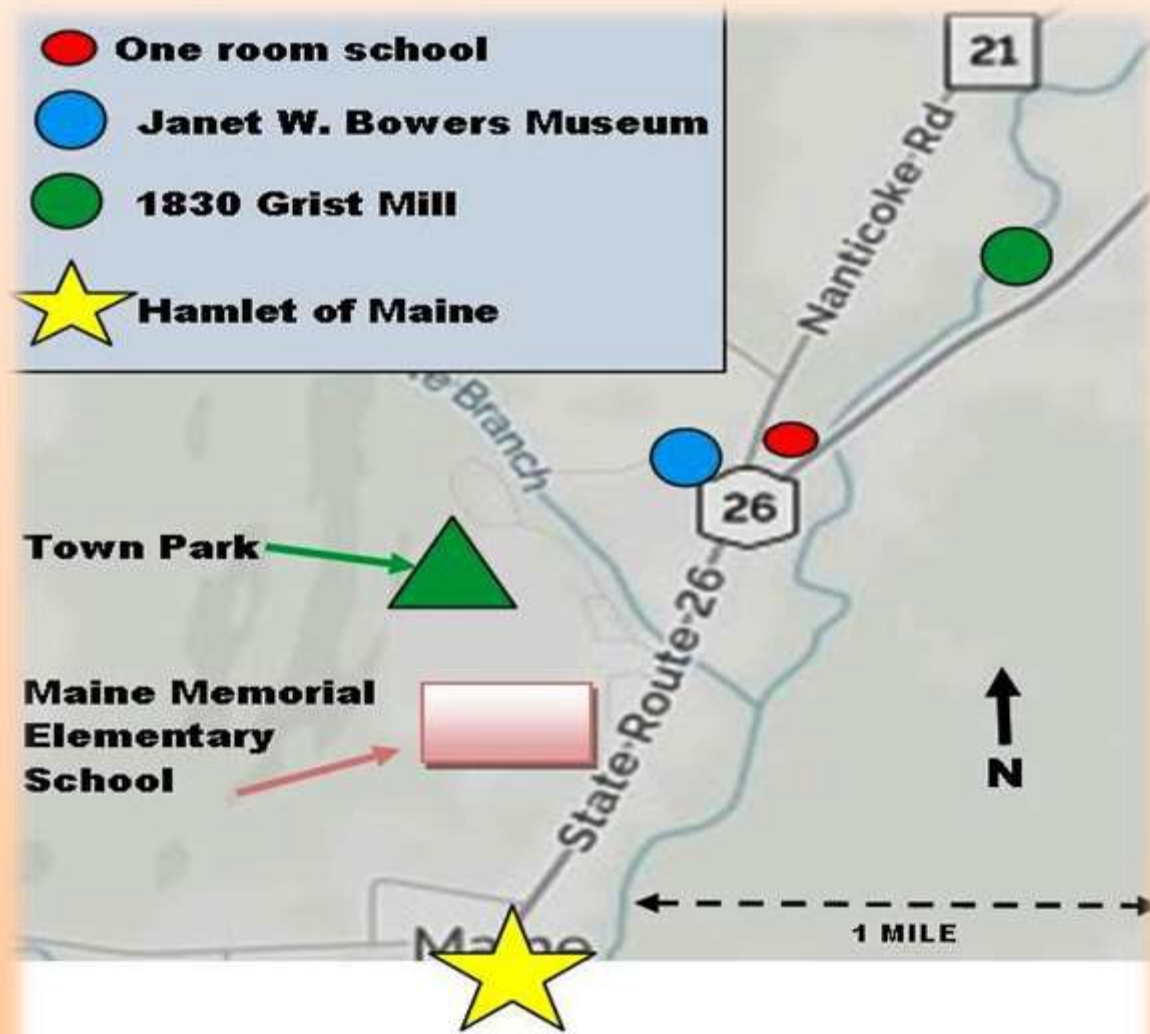 One room school
Janet W. Bowers Museum
1830 Grist Mill
Hamlet of Maine
21
Nanticoke Rd
Branch
26
Town Park
State Route 26
Maine Memorial
Elementary
School
N
1 MILE
Maine